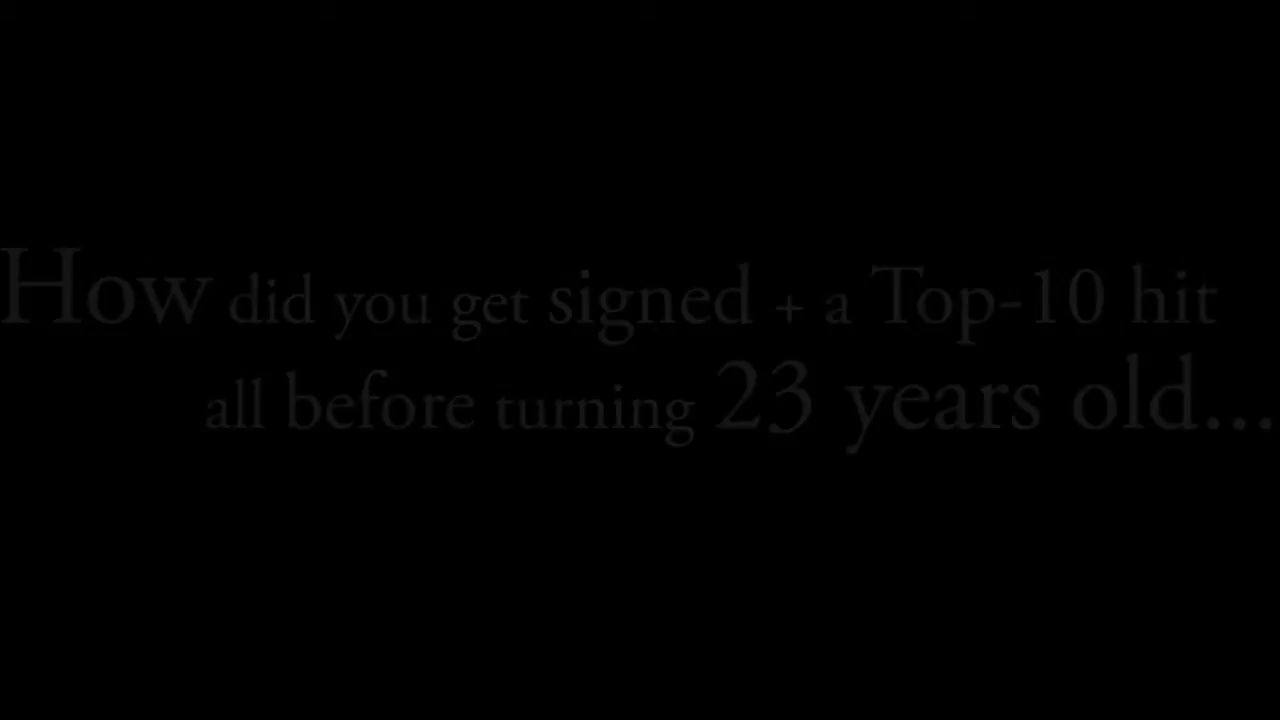 How did you get signed + a Top-10 hit
all before turning 23 years old...